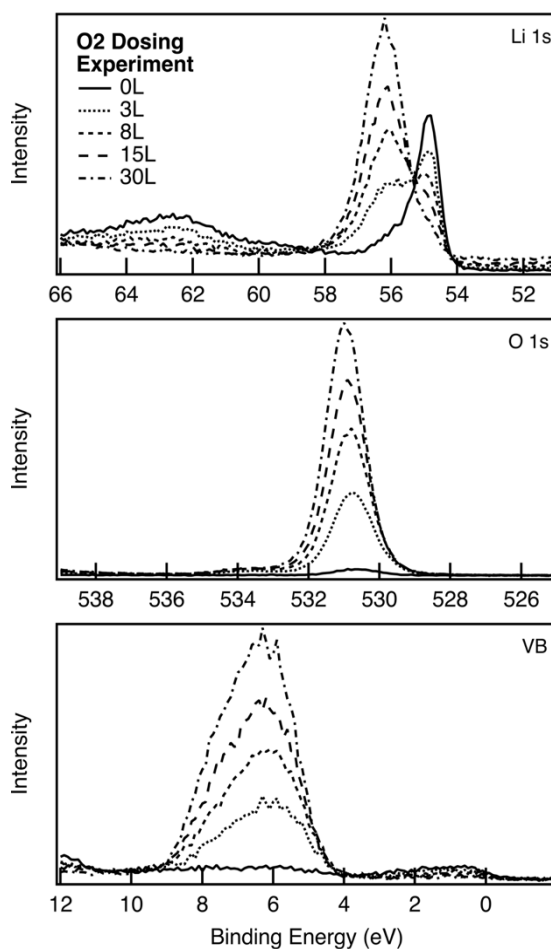 Li 1s
O2 Dosing
Experiment
0L
3L
8L
15L
30L
Intensity
66 64 62 60 58 56 54 52
O 1s
Intensity
538 536 534 532 530 528 526
VB
Intensity
12 10 8 6 4 2 0
Binding Energy (eV)